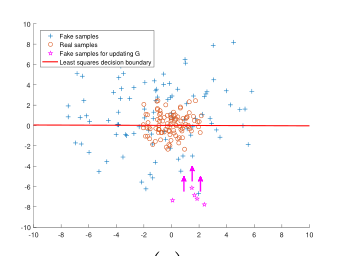 10
8
6
4
2
0
-2
-4
-6
-8
-10
Fake samples
Real samples
Fake samples for updating G
Least squares decision boundary
-10 -8 -6 -4 -2 0 2 4 6 8 10